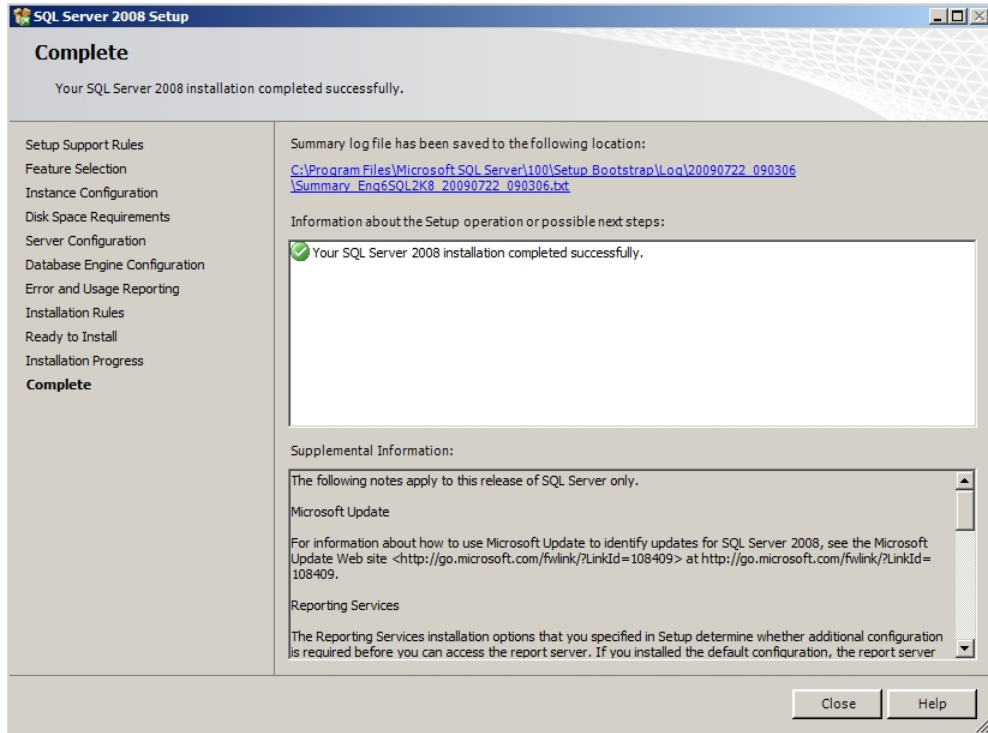 SQL Server 2008 Setup
Complete
Your SQL Server 2008 installation completed successfully.
Setup Support Rules
Feature Selection
Instance Configuration
Disk Space Requirements
Server Configuration
Database Engine Configuration
Error and Usage Reporting
Installation Rules
Ready to Install
Installation Progress
Complete
Summary log file has been saved to the following location:
C:\Program Files\Microsoft SQL Server\100\Setup Bootstrap\Log\20090722_090306
\Summary_Eng6SQL2K8_20090722_090306.txt
Information about the Setup operation or possible next steps:
Your SQL Server 2008 installation completed successfully.
Supplemental Information:
The following notes apply to this release of SQL Server only.
Microsoft Update
For information about how to use Microsoft Update to identify updates for SQL Server 2008, see the Microsoft
Update Web site <http://go.microsoft.com/fwlink/?LinkId=108409> at http://go.microsoft.com/fwlink/?LinkId=
108409.
Reporting Services
The Reporting Services installation options that you specified in Setup determine whether additional configuration
is required before you can access the report server. If you installed the default configuration, the report server
Close
Help